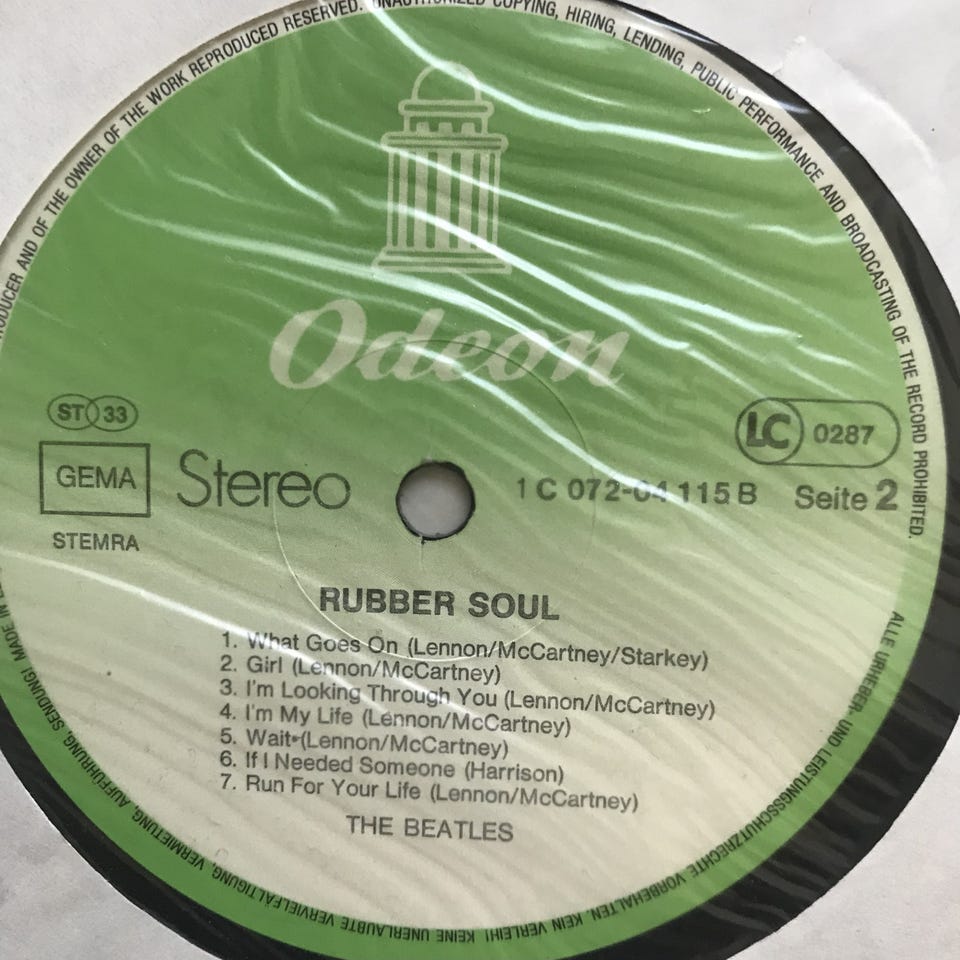 RODUCER AND OF THE OWNER OF THE WORK REPRODUCED RESERVED. UNAUTHORIZED COPYING, HIRING, LENDING, PUBLIC PERFORMANCE AND BROADCASTING OF THE RECORD PROHIBITED.
Odeon
ST 33
LC 0287
GEMA
Stereo
1 C 072-04 115 B
Seite 2
STEMRA
RUBBER SOUL
1. What Goes On (Lennon/McCartney/Starkey)
2. Girl (Lennon/McCartney)
3. I'm Looking Through You (Lennon/McCartney)
4. I'm My Life (Lennon/McCartney)
5. Wait (Lennon/McCartney)
6. If I Needed Someone (Harrison)
7. Run For Your Life (Lennon/McCartney)
THE BEATLES
ALLE URHEBER- UND LEISTUNGSSCHUTZRECHTE VORBEHALTEN. KEIN VERLEIH! KEINE UNERLAUBTE VERVIELFÄLTIGUNG, VERMIETUNG, AUFFÜHRUNG, SENDUNG! MADE IN